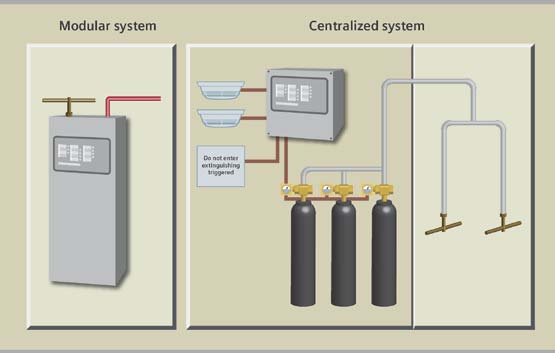 Modular system
Centralized system
Do not enter
extinguishing
triggered